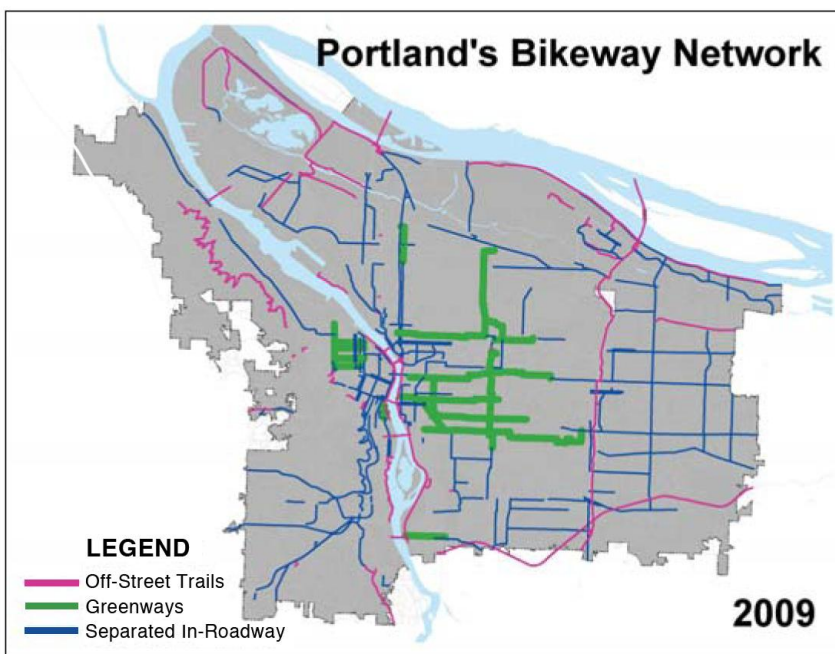 Portland's Bikeway Network
LEGEND
Off-Street Trails
Greenways
Separated In-Roadway
2009